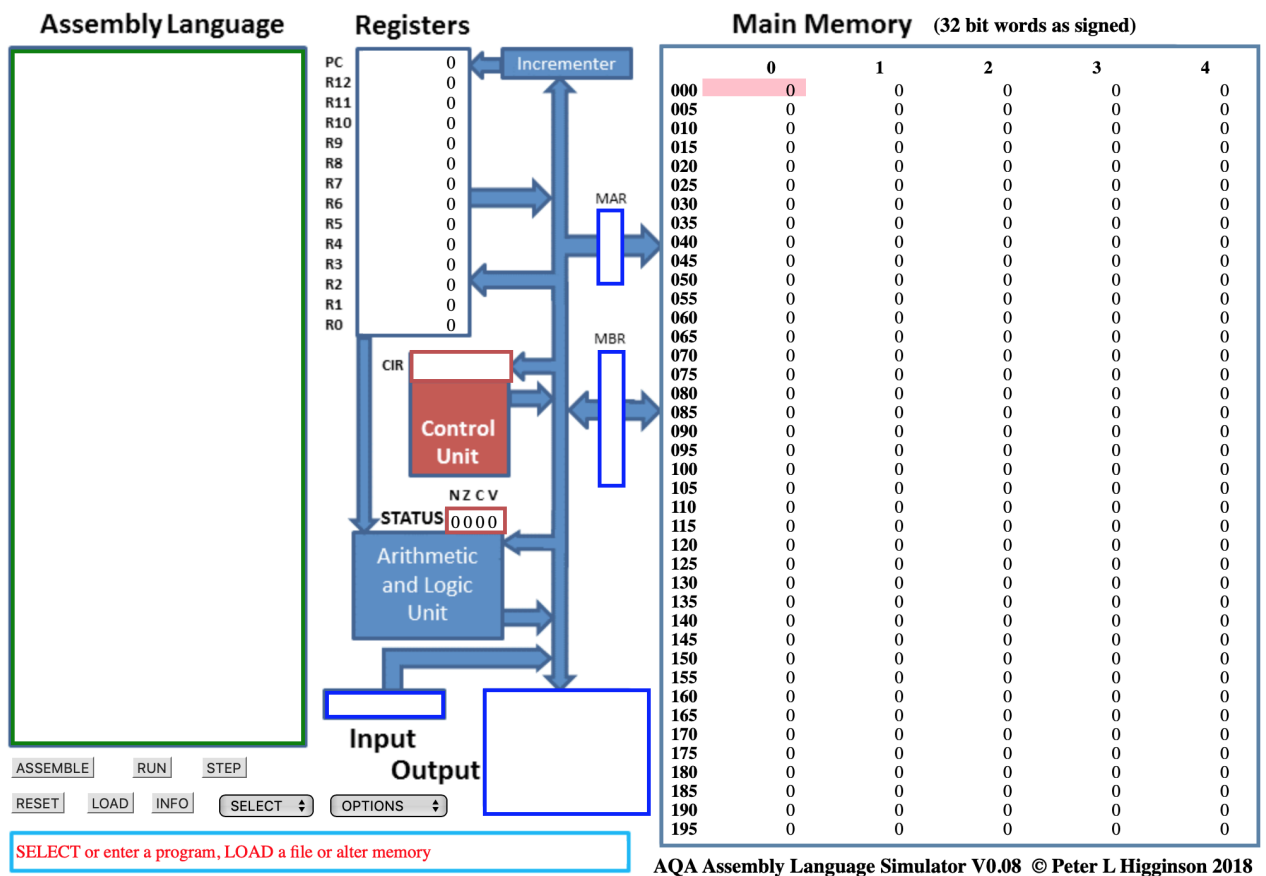 Assembly Language
Registers
Main Memory (32 bit words as signed)
PC 0
R12 0
R11 0
R10 0
R9 0
R8 0
R7 0
R6 0
R5 0
R4 0
R3 0
R2 0
R1 0
R0 0
Incrementer
MAR
MBR
CIR
Control
Unit
N Z C V
STATUS 0 0 0 0
Arithmetic
and Logic
Unit
Input
Output
0 1 2 3 4
000 0 0 0 0 0
005 0 0 0 0 0
010 0 0 0 0 0
015 0 0 0 0 0
020 0 0 0 0 0
025 0 0 0 0 0
030 0 0 0 0 0
035 0 0 0 0 0
040 0 0 0 0 0
045 0 0 0 0 0
050 0 0 0 0 0
055 0 0 0 0 0
060 0 0 0 0 0
065 0 0 0 0 0
070 0 0 0 0 0
075 0 0 0 0 0
080 0 0 0 0 0
085 0 0 0 0 0
090 0 0 0 0 0
095 0 0 0 0 0
100 0 0 0 0 0
105 0 0 0 0 0
110 0 0 0 0 0
115 0 0 0 0 0
120 0 0 0 0 0
125 0 0 0 0 0
130 0 0 0 0 0
135 0 0 0 0 0
140 0 0 0 0 0
145 0 0 0 0 0
150 0 0 0 0 0
155 0 0 0 0 0
160 0 0 0 0 0
165 0 0 0 0 0
170 0 0 0 0 0
175 0 0 0 0 0
180 0 0 0 0 0
185 0 0 0 0 0
190 0 0 0 0 0
195 0 0 0 0 0
ASSEMBLE RUN STEP
RESET LOAD INFO SELECT OPTIONS
SELECT or enter a program, LOAD a file or alter memory
AQA Assembly Language Simulator V0.08 © Peter L Higginson 2018